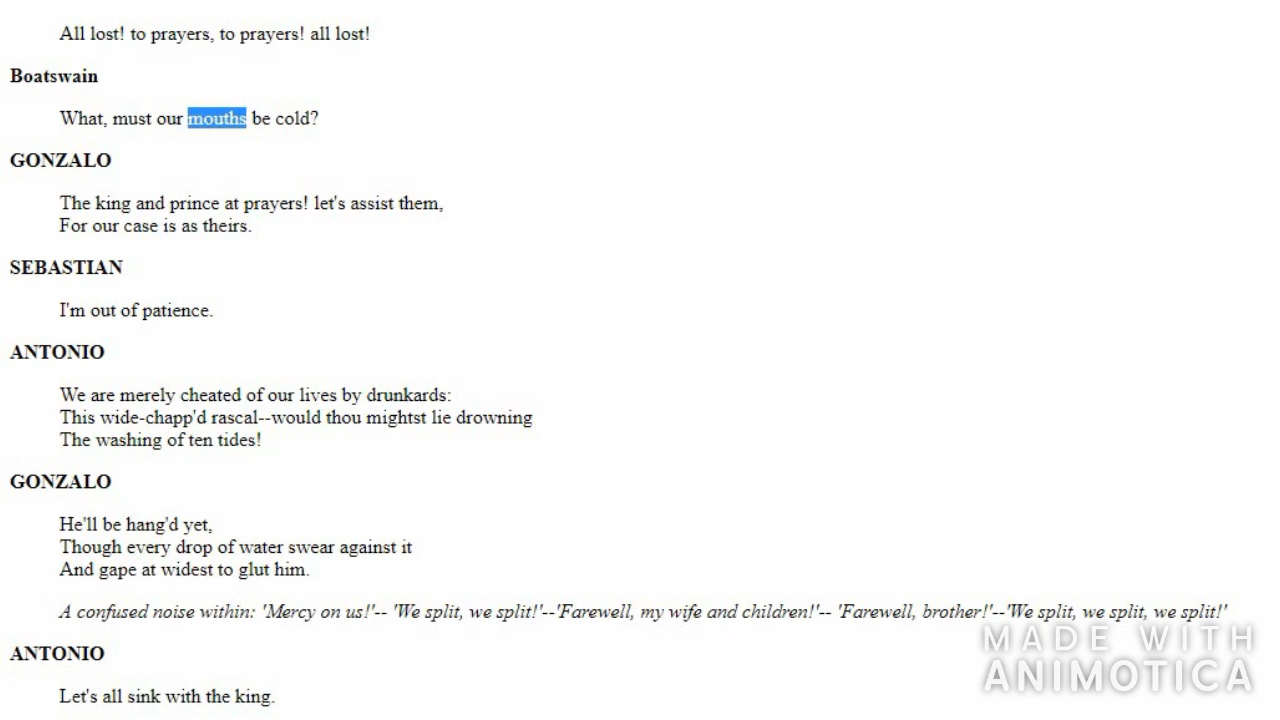 All lost! to prayers, to prayers! all lost!
Boatswain
What, must our mouths be cold?
GONZALO
The king and prince at prayers! let's assist them,
For our case is as theirs.
SEBASTIAN
I'm out of patience.
ANTONIO
We are merely cheated of our lives by drunkards:
This wide-chapp'd rascal--would thou mightst lie drowning
The washing of ten tides!
GONZALO
He'll be hang'd yet,
Though every drop of water swear against it
And gape at widest to glut him.
A confused noise within: 'Mercy on us!'-- 'We split, we split!'--'Farewell, my wife and children!'-- 'Farewell, brother!'--'We split, we split, we split!'
ANTONIO
Let's all sink with the king.
MADE WITH
ANIMOTICA